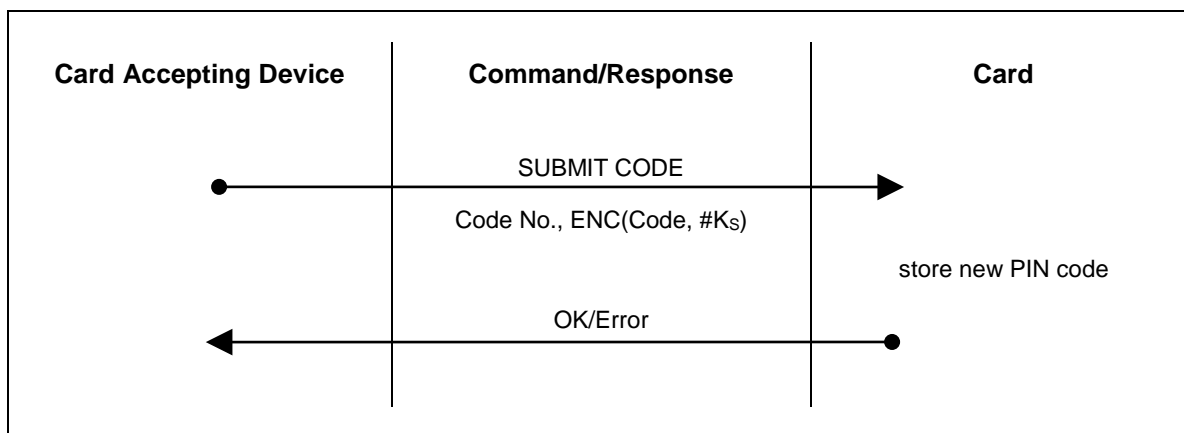 Card Accepting Device
Command/Response
Card
SUBMIT CODE
Code No., ENC(Code, #Kₛ)
store new PIN code
OK/Error